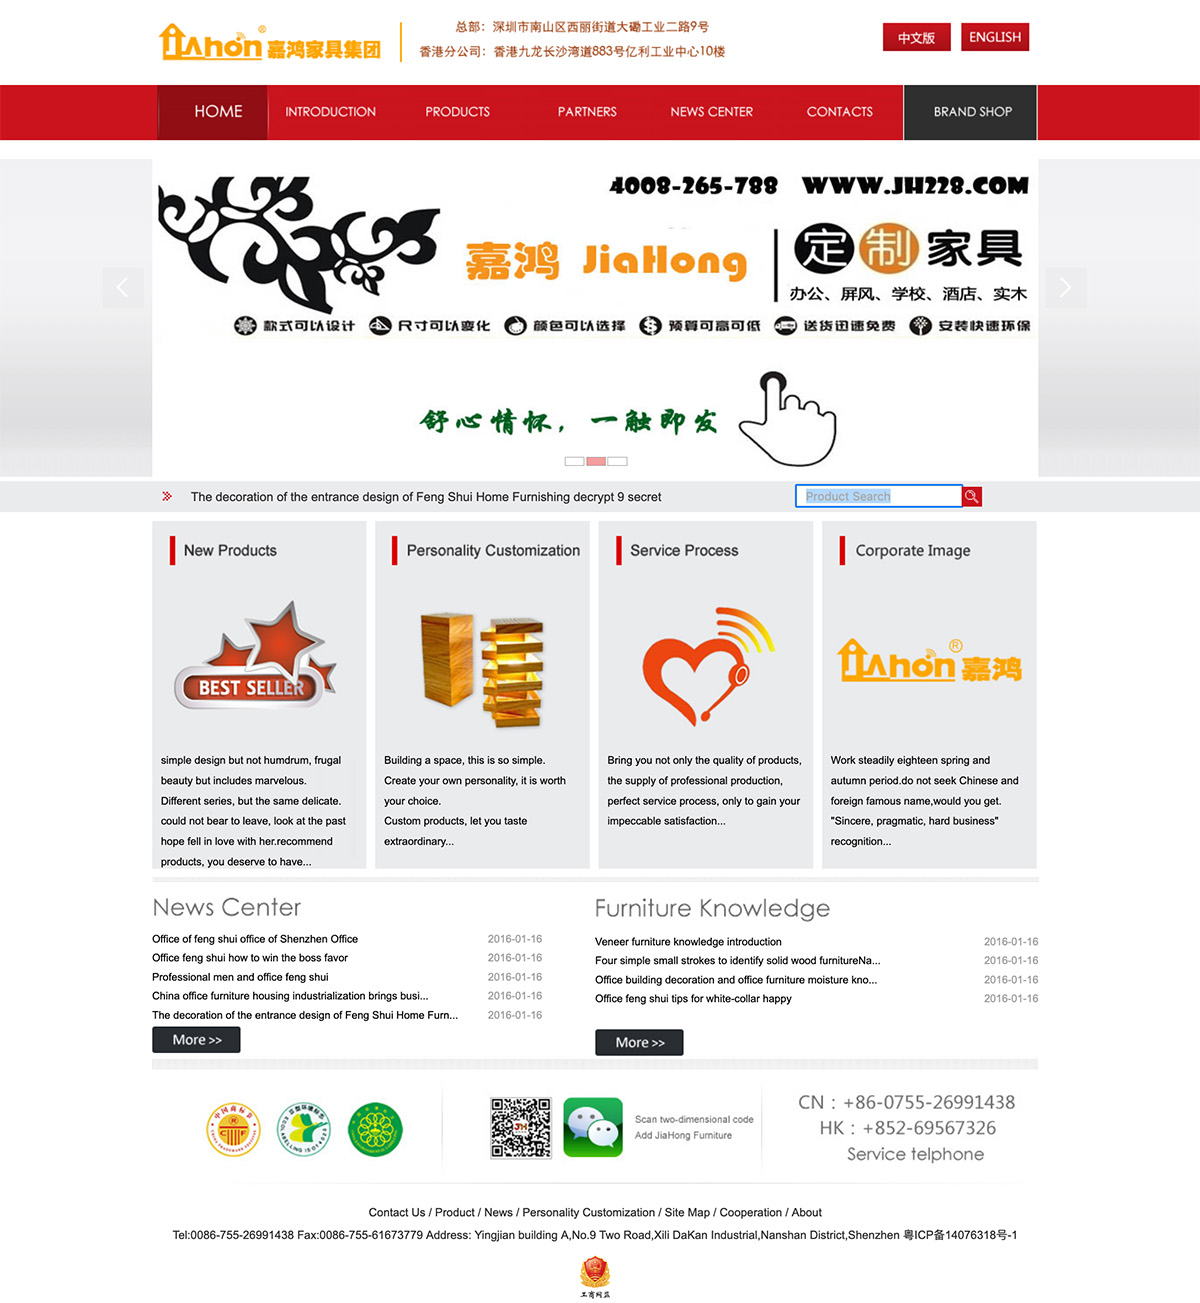 Jiahon® 嘉鸿家具集团
总部：深圳市南山区西丽街道大磡工业二路9号
香港分公司：香港九龙长沙湾道883号亿利工业中心10楼
中文版
ENGLISH
HOME
INTRODUCTION
PRODUCTS
PARTNERS
NEWS CENTER
CONTACTS
BRAND SHOP
4008-265-788 WWW.JH228.COM
嘉鸿 JiaHong
定制家具
办公、屏风、学校、酒店、实木
款式可以设计 尺寸可以变化 颜色可以选择 预算可高可低 送货迅速免费 安装快速环保
舒心情怀，一触即发
The decoration of the entrance design of Feng Shui Home Furnishing decrypt 9 secret
Product Search
New Products
BEST SELLER
simple design but not humdrum, frugal
beauty but includes marvelous.
Different series, but the same delicate.
could not bear to leave, look at the past
hope fell in love with her.recommend
products, you deserve to have...
Personality Customization
Building a space, this is so simple.
Create your own personality, it is worth
your choice.
Custom products, let you taste
extraordinary...
Service Process
Bring you not only the quality of products,
the supply of professional production,
perfect service process, only to gain your
impeccable satisfaction...
Corporate Image
Jiahon® 嘉鸿
Work steadily eighteen spring and
autumn period.do not seek Chinese and
foreign famous name,would you get.
"Sincere, pragmatic, hard business"
recognition...
News Center
Office of feng shui office of Shenzhen Office 2016-01-16
Office feng shui how to win the boss favor 2016-01-16
Professional men and office feng shui 2016-01-16
China office furniture housing industrialization brings busi... 2016-01-16
The decoration of the entrance design of Feng Shui Home Furn... 2016-01-16
More >>
Furniture Knowledge
Veneer furniture knowledge introduction 2016-01-16
Four simple small strokes to identify solid wood furnitureNa... 2016-01-16
Office building decoration and office furniture moisture kno... 2016-01-16
Office feng shui tips for white-collar happy 2016-01-16
More >>
中国商标节
JH
Scan two-dimensional code
Add JiaHong Furniture
CN：+86-0755-26991438
HK：+852-69567326
Service telphone
Contact Us / Product / News / Personality Customization / Site Map / Cooperation / About
Tel:0086-755-26991438 Fax:0086-755-61673779 Address: Yingjian building A,No.9 Two Road,Xili DaKan Industrial,Nanshan District,Shenzhen 粤ICP备14076318号-1
工商网监